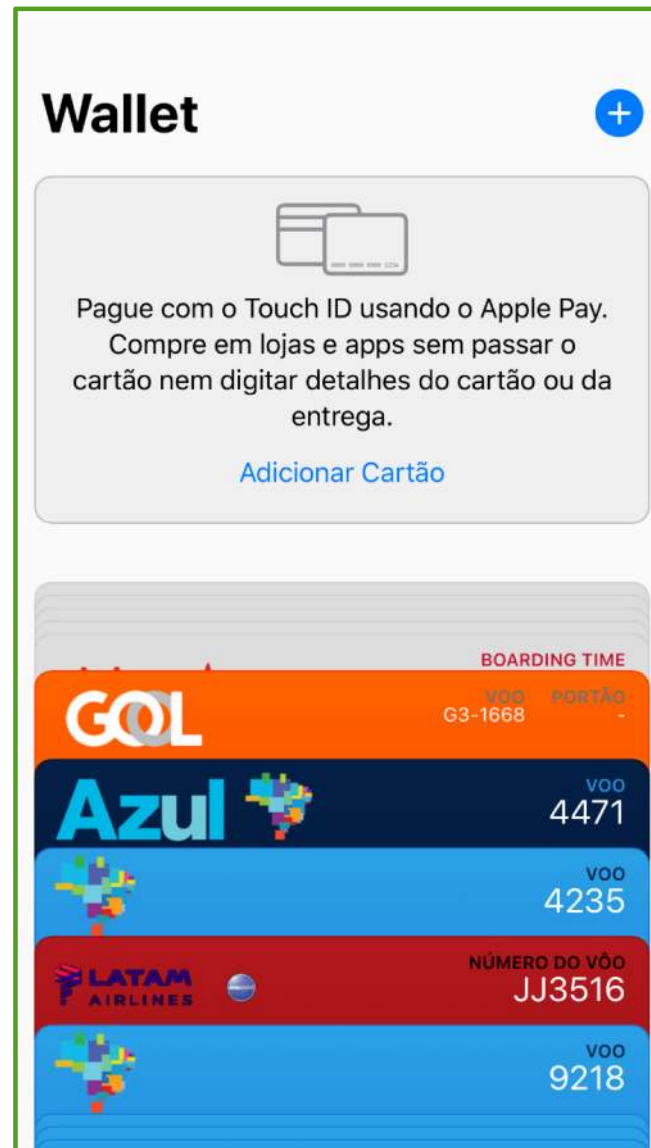 Wallet
Pague com o Touch ID usando o Apple Pay.
Compre em lojas e apps sem passar o
cartão nem digitar detalhes do cartão ou da
entrega.
Adicionar Cartão
BOARDING TIME
GOL
VOO PORTÃO
G3-1668 -
Azul
VOO
4471
VOO
4235
LATAM
AIRLINES
NÚMERO DO VÔO
JJ3516
VOO
9218